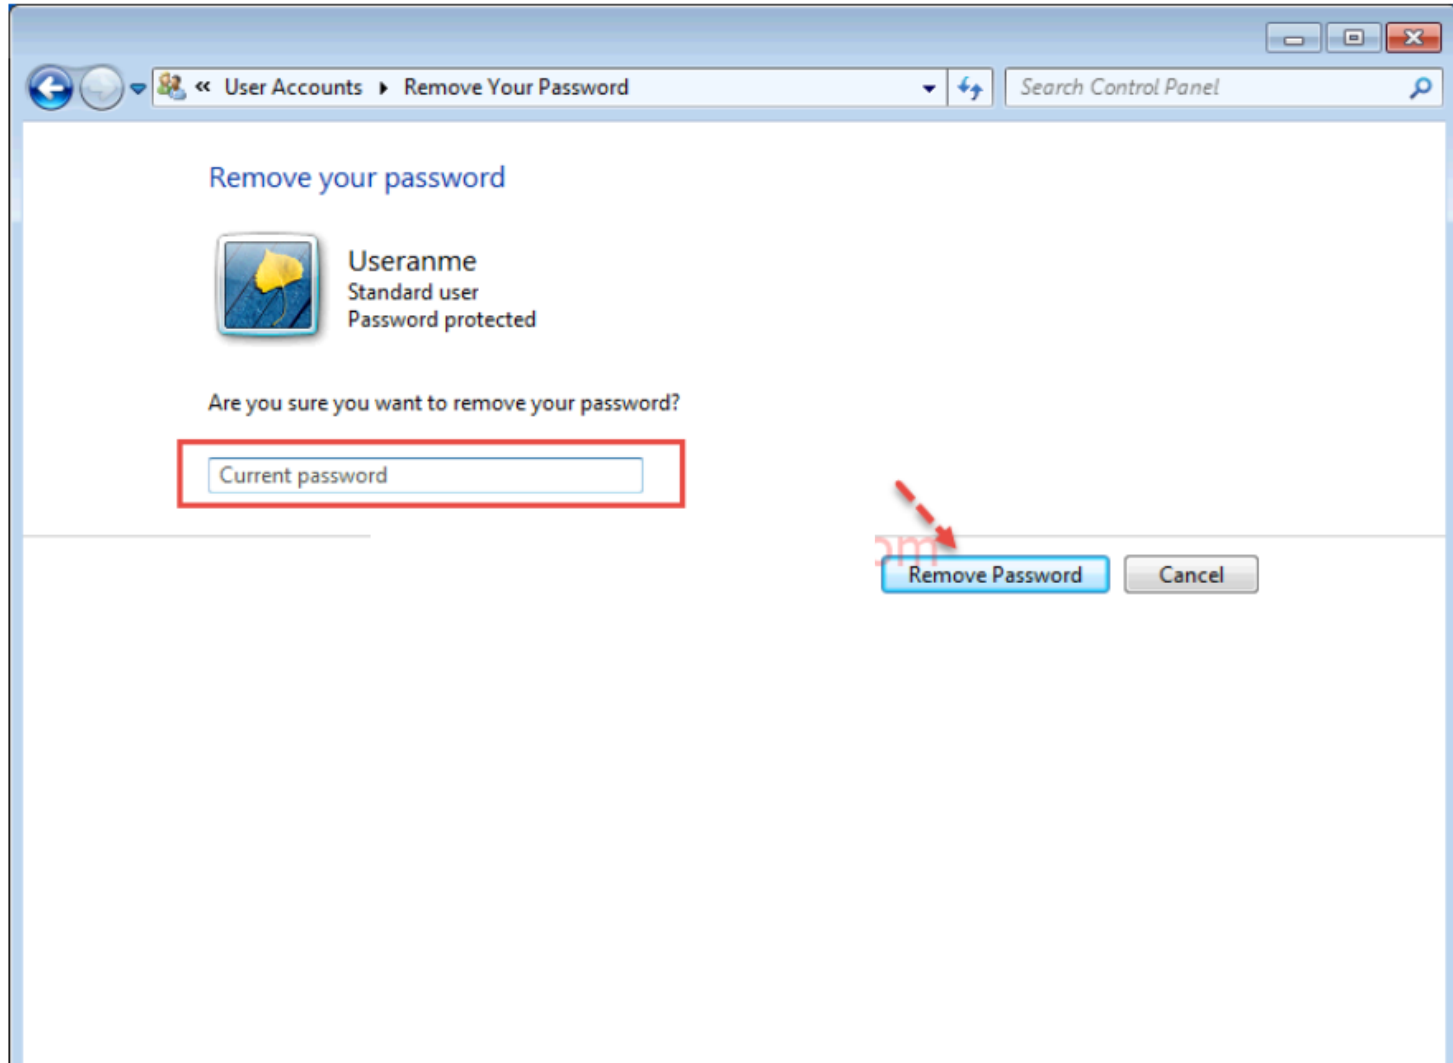 « User Accounts ▸ Remove Your Password
Search Control Panel
Remove your password
Useranme
Standard user
Password protected
Are you sure you want to remove your password?
Current password
Remove Password
Cancel